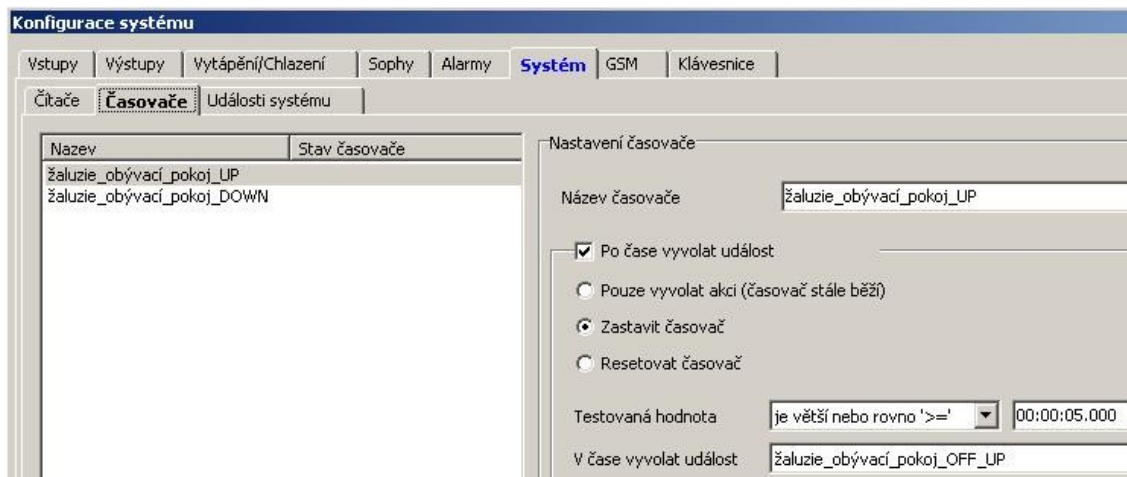 Konfigurace systému
Vstupy Výstupy Vytápění/Chlazení Sophy Alarmy Systém GSM Klávesnice
Čítače Časovače Události systému
Nazev Stav časovače
žaluzie_obývací_pokoj_UP
žaluzie_obývací_pokoj_DOWN
Nastavení časovače
Název časovače žaluzie_obývací_pokoj_UP
Po čase vyvolat událost
Pouze vyvolat akci (časovač stále běží)
Zastavit časovač
Resetovat časovač
Testovaná hodnota je větší nebo rovno '>=' 00:00:05.000
V čase vyvolat událost žaluzie_obývací_pokoj_OFF_UP